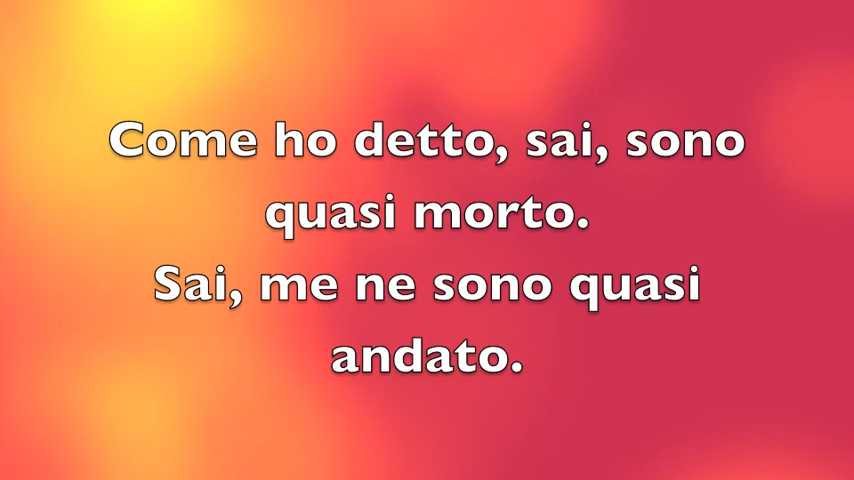 Come ho detto, sai, sono
quasi morto.
Sai, me ne sono quasi
andato.